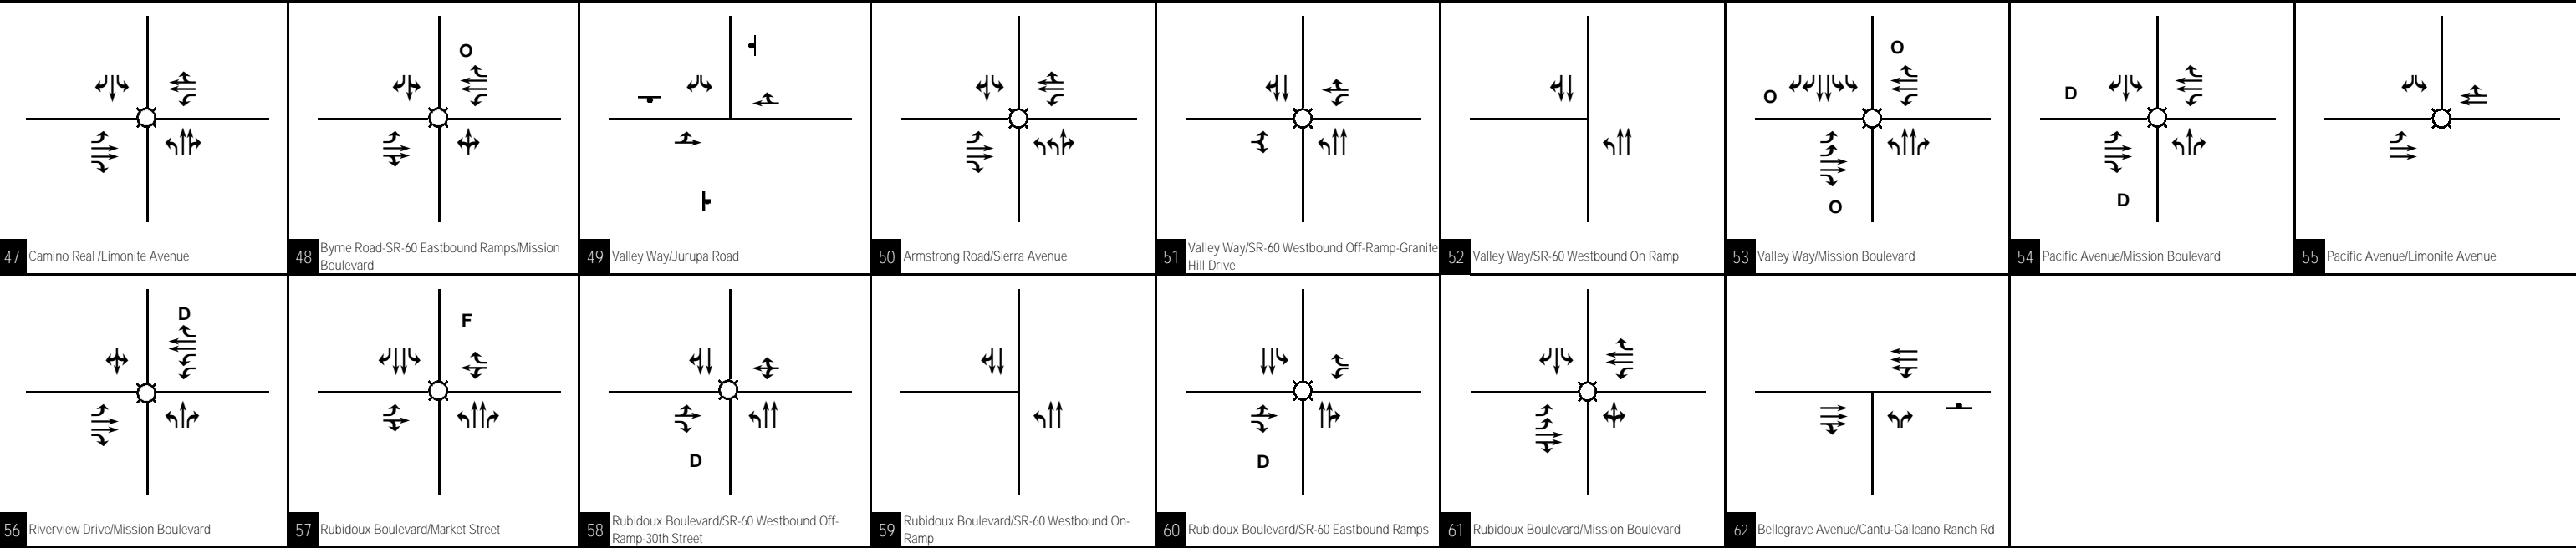 O
O
O
D
O
D
O
47 Camino Real /Limonite Avenue
48 Byrne Road-SR-60 Eastbound Ramps/Mission
Boulevard
49 Valley Way/Jurupa Road
50 Armstrong Road/Sierra Avenue
51 Valley Way/SR-60 Westbound Off-Ramp-Granite
Hill Drive
52 Valley Way/SR-60 Westbound On Ramp
53 Valley Way/Mission Boulevard
54 Pacific Avenue/Mission Boulevard
55 Pacific Avenue/Limonite Avenue
D
F
D
D
56 Riverview Drive/Mission Boulevard
57 Rubidoux Boulevard/Market Street
58 Rubidoux Boulevard/SR-60 Westbound Off-
Ramp-30th Street
59 Rubidoux Boulevard/SR-60 Westbound On-
Ramp
60 Rubidoux Boulevard/SR-60 Eastbound Ramps
61 Rubidoux Boulevard/Mission Boulevard
62 Bellegrave Avenue/Cantu-Galleano Ranch Rd